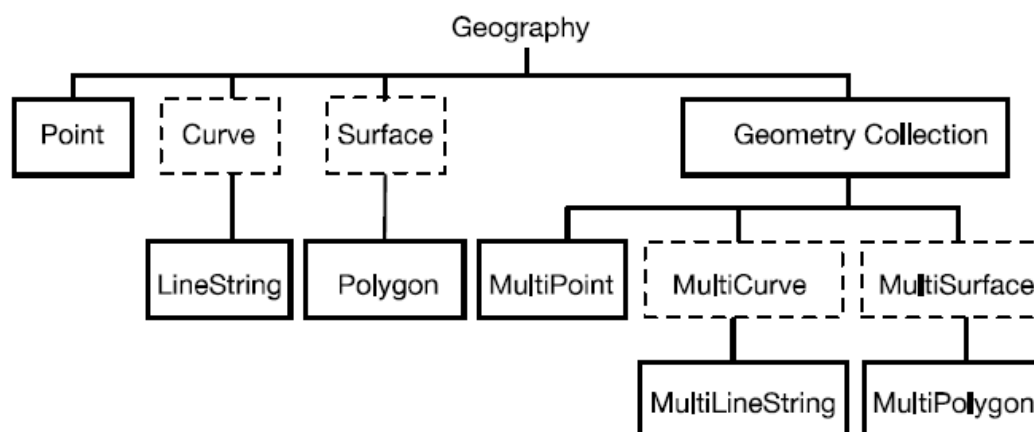 Geography
Point Curve Surface Geometry Collection
LineString Polygon MultiPoint MultiCurve MultiSurface
MultiLineString MultiPolygon